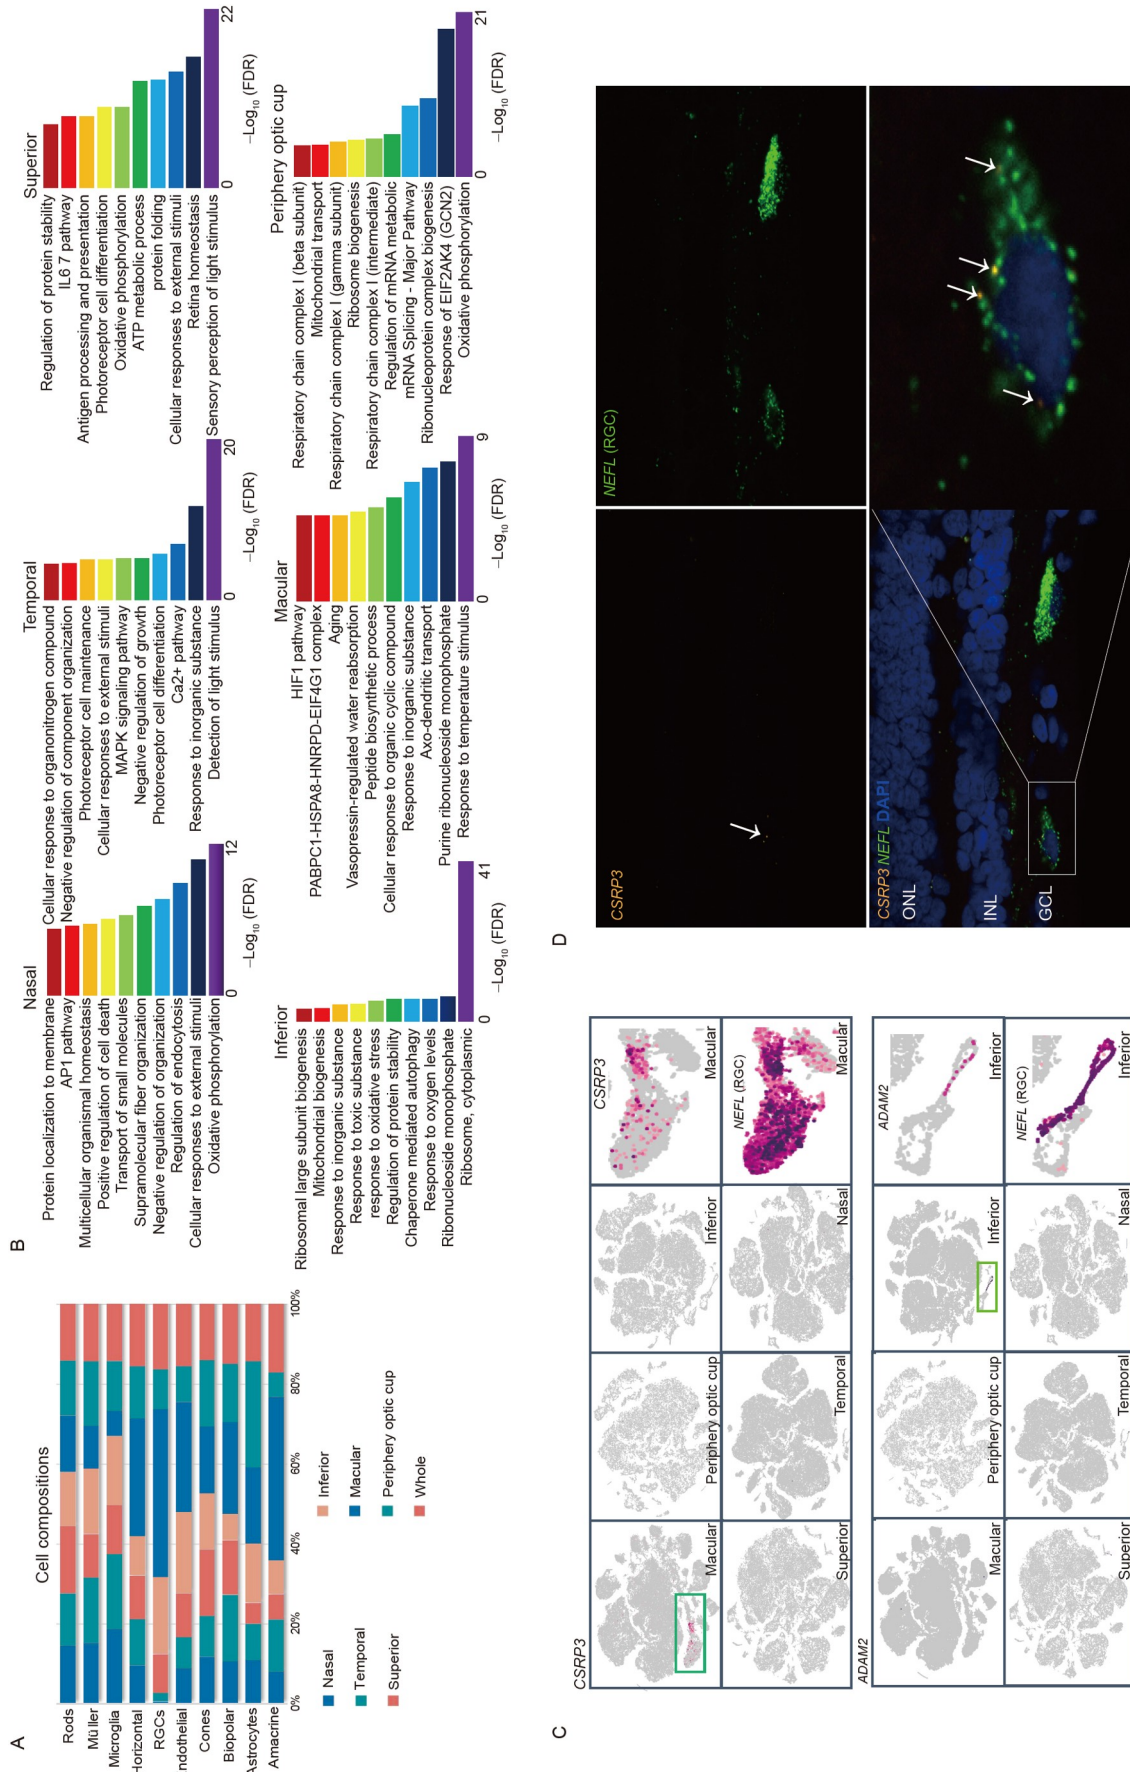 A
Cell compositions
Rods
Müller
Microglia
Horizontal
RGCs
ndothelial
Cones
Biopolar
Astrocytes
Amacrine
0%
20%
40%
60%
80%
100%
Nasal
Temporal
Superior
Inferior
Macular
Periphery optic cup
Whole
B
Nasal
Protein localization to membrane
AP1 pathway
Multicellular organismal homeostasis
Positive regulation of cell death
Transport of small molecules
Supramolecular fiber organization
Negative regulation of organization
Regulation of endocytosis
Cellular responses to external stimuli
Oxidative phosphorylation
0
12
−Log10 (FDR)
Temporal
Cellular response to organonitrogen compound
Negative regulation of component organization
Photoreceptor cell maintenance
Cellular responses to external stimuli
MAPK signaling pathway
Negative regulation of growth
Photoreceptor cell differentiation
Ca2+ pathway
Response to inorganic substance
Detection of light stimulus
0
20
−Log10 (FDR)
Superior
Regulation of protein stability
IL6 7 pathway
Antigen processing and presentation
Photoreceptor cell differentiation
Oxidative phosphorylation
ATP metabolic process
protein folding
Cellular responses to external stimuli
Retina homeostasis
Sensory perception of light stimulus
0
22
−Log10 (FDR)
Inferior
Ribosomal large subunit biogenesis
Mitochondrial biogenesis
Response to inorganic substance
Response to toxic substance
response to oxidative stress
Regulation of protein stability
Chaperone mediated autophagy
Response to oxygen levels
Ribonucleoside monophosphate
Ribosome, cytoplasmic
0
41
−Log10 (FDR)
Macular
HIF1 pathway
PABPC1-HSPA8-HNRPD-EIF4G1 complex
Aging
Vasopressin-regulated water reabsorption
Peptide biosynthetic process
Cellular response to organic cyclic compound
Response to inorganic substance
Axo-dendritic transport
Purine ribonucleoside monophosphate
Response to temperature stimulus
0
9
−Log10 (FDR)
Periphery optic cup
Respiratory chain complex I (beta subunit)
Mitochondrial transport
Respiratory chain complex I (gamma subunit)
Ribosome biogenesis
Respiratory chain complex I (intermediate)
Regulation of mRNA metabolic
mRNA Splicing - Major Pathway
Ribonucleoprotein complex biogenesis
Response of EIF2AK4 (GCN2)
Oxidative phosphorylation
0
21
−Log10 (FDR)
C
CSRP3
Macular
Periphery optic cup
Inferior
CSRP3
Macular
Superior
Temporal
Nasal
NEFL (RGC)
Macular
ADAM2
Macular
Periphery optic cup
Inferior
ADAM2
Inferior
Superior
Temporal
Nasal
NEFL (RGC)
Inferior
D
CSRP3
NEFL (RGC)
CSRP3 NEFL DAPI
ONL
INL
GCL